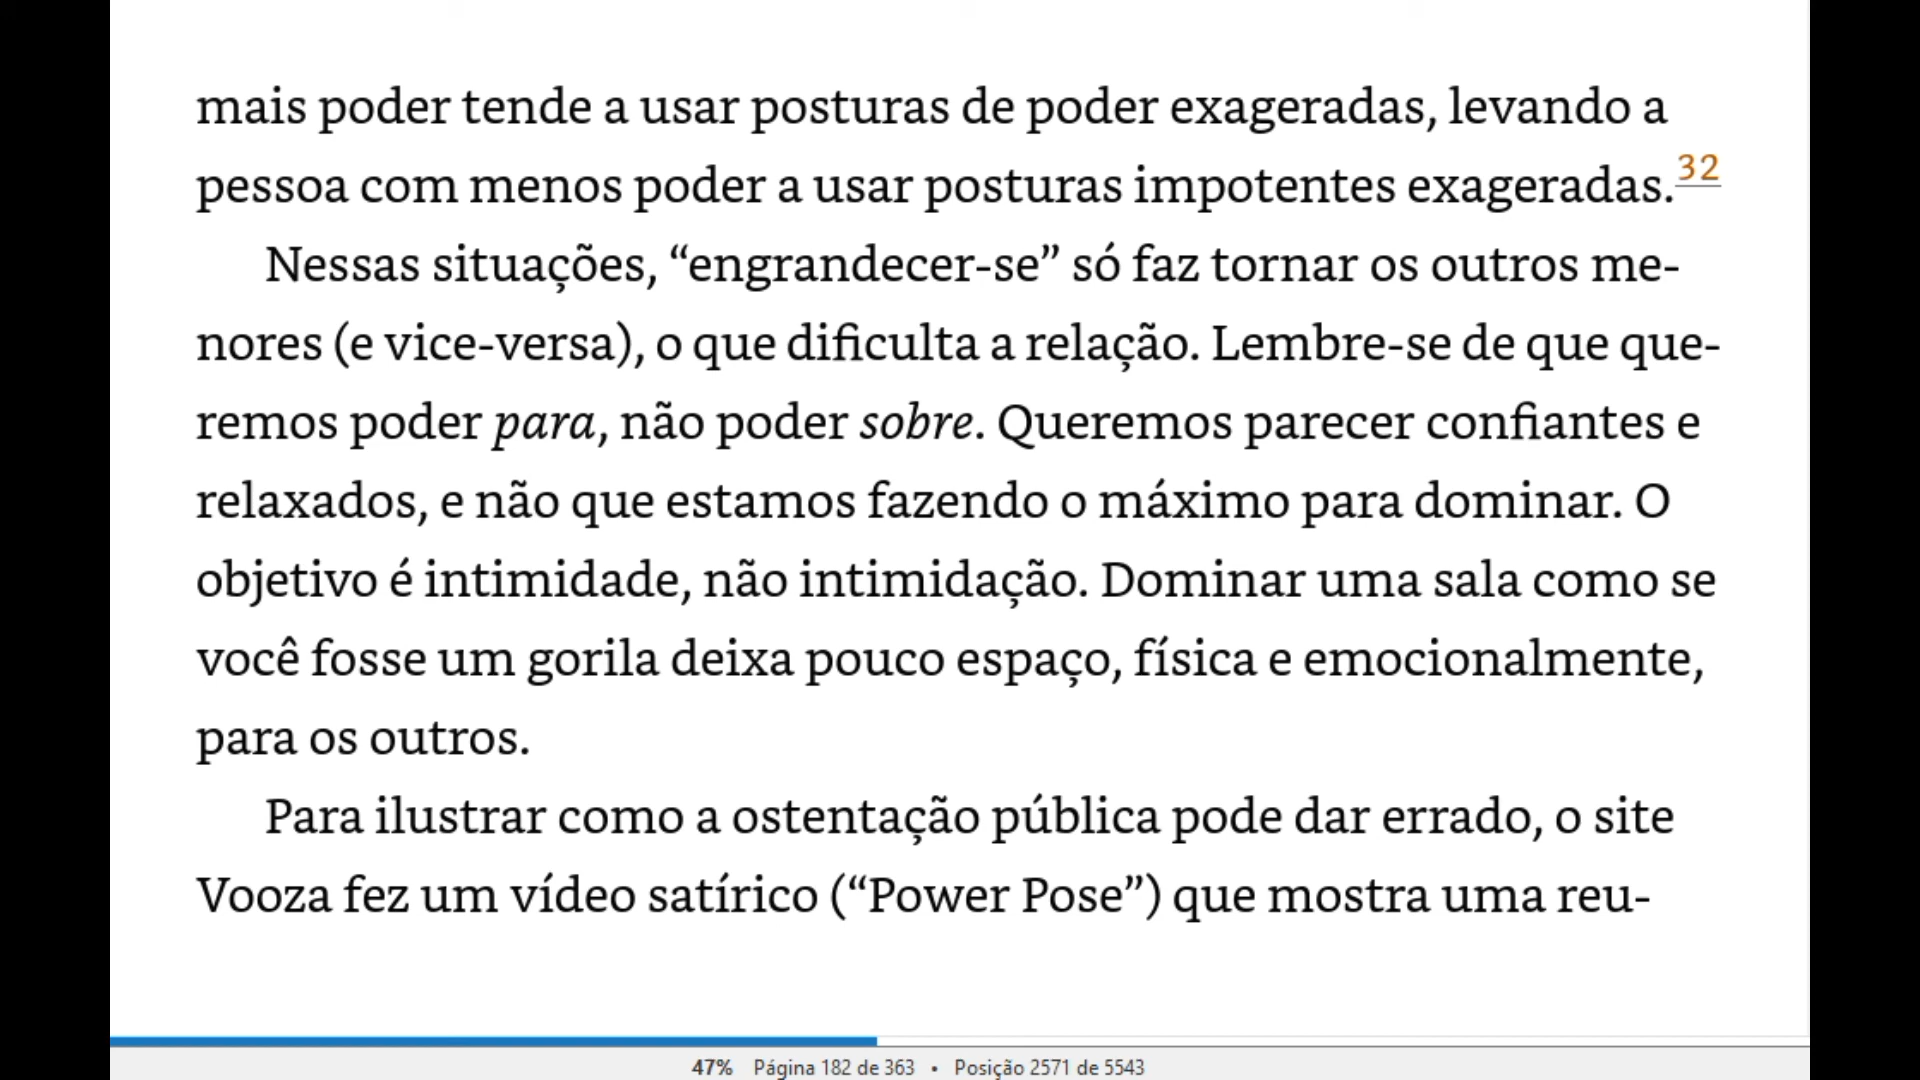 mais poder tende a usar posturas de poder exageradas, levando a
pessoa com menos poder a usar posturas impotentes exageradas.32
Nessas situações, “engrandecer-se” só faz tornar os outros me-
nores (e vice-versa), o que dificulta a relação. Lembre-se de que que-
remos poder para, não poder sobre. Queremos parecer confiantes e
relaxados, e não que estamos fazendo o máximo para dominar. O
objetivo é intimidade, não intimidação. Dominar uma sala como se
você fosse um gorila deixa pouco espaço, física e emocionalmente,
para os outros.
Para ilustrar como a ostentação pública pode dar errado, o site
Vooza fez um vídeo satírico (“Power Pose”) que mostra uma reu-
47% Página 182 de 363 • Posição 2571 de 5543